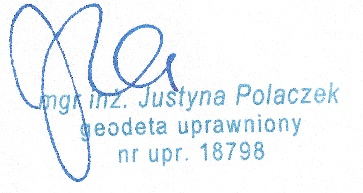 mgr inż. Justyna Polaczek
geodeta uprawniony
nr upr. 18798